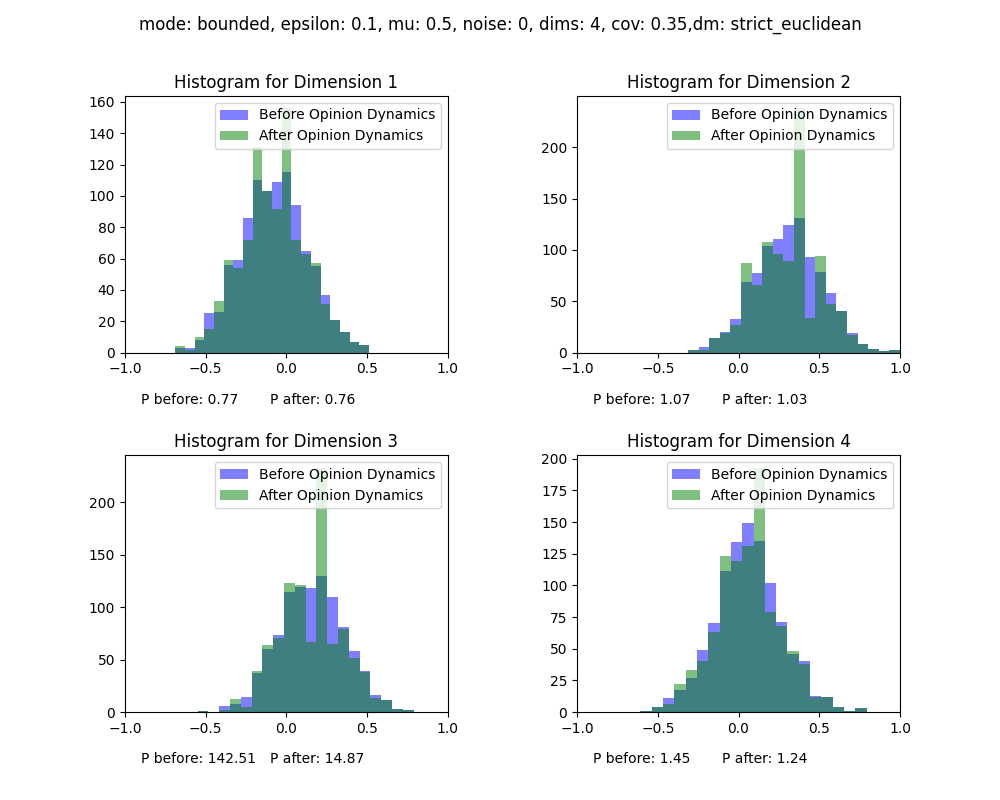 mode: bounded, epsilon: 0.1, mu: 0.5, noise: 0, dims: 4, cov: 0.35,dm: strict_euclidean
Histogram for Dimension 1
Before Opinion Dynamics
After Opinion Dynamics
160
140
120
100
80
60
40
20
0
−1.0 −0.5 0.0 0.5 1.0
P before: 0.77 P after: 0.76
Histogram for Dimension 2
Before Opinion Dynamics
After Opinion Dynamics
200
150
100
50
0
−1.0 −0.5 0.0 0.5 1.0
P before: 1.07 P after: 1.03
Histogram for Dimension 3
Before Opinion Dynamics
After Opinion Dynamics
200
150
100
50
0
−1.0 −0.5 0.0 0.5 1.0
P before: 142.51 P after: 14.87
Histogram for Dimension 4
Before Opinion Dynamics
After Opinion Dynamics
200
175
150
125
100
75
50
25
0
−1.0 −0.5 0.0 0.5 1.0
P before: 1.45 P after: 1.24